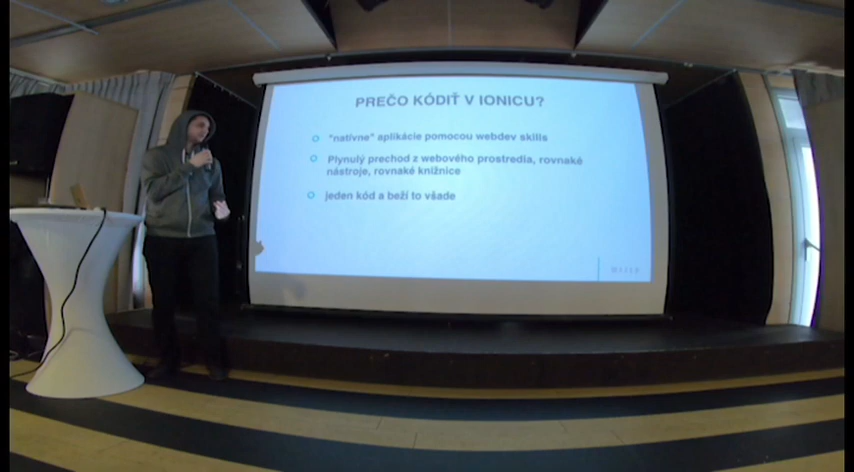 PREČO KÓDIŤ V IONICU?
"natívne" aplikácie pomocou webdev skills
Plynulý prechod z webového prostredia, rovnaké
nástroje, rovnaké knižnice
jeden kód a beží to všade